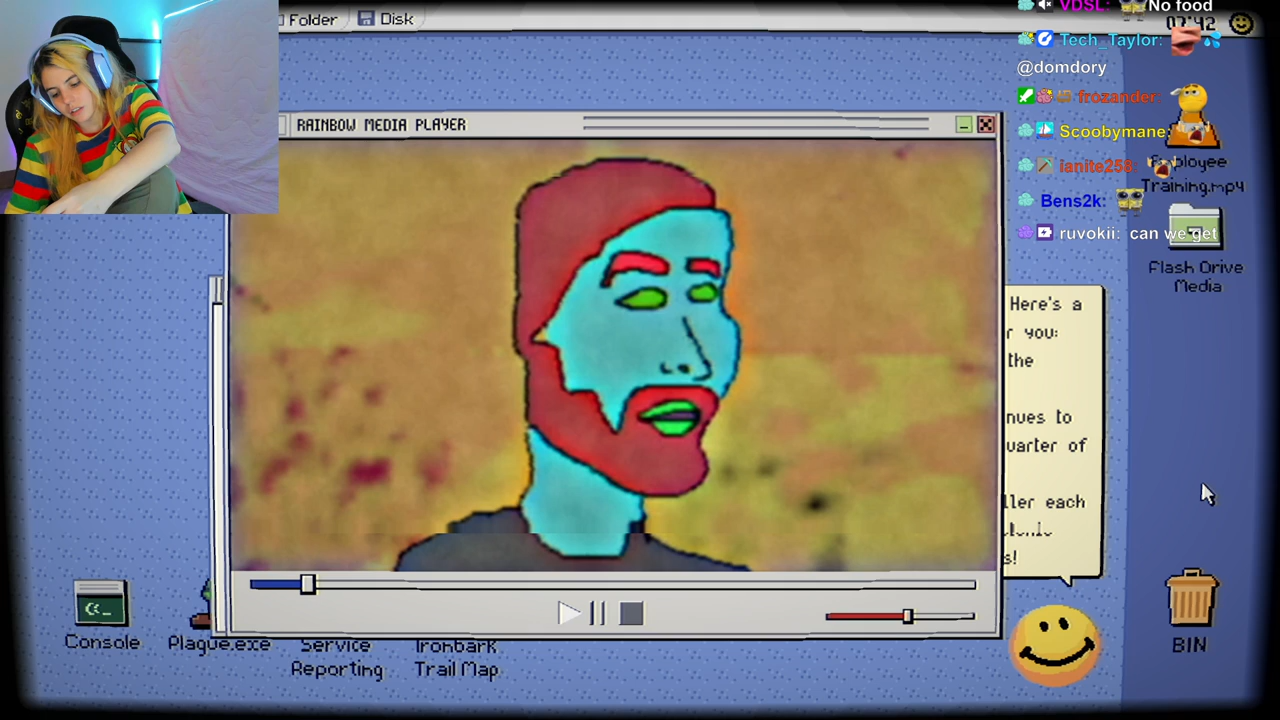 Folder
Disk
VDSL: No food
07:42
Tech_Taylor:
@domdory
RAINBOW MEDIA PLAYER
frozander:
Scoobymane:
ianite258:
Employee
Training.mp4
Bens2k:
ruvokii: can we get
Flash Drive
Media
Here's a
r you:
the
nues to
uarter of
ller each
s!
Console
Plague.exe
Service
Reporting
Ironbark
Trail Map
BIN